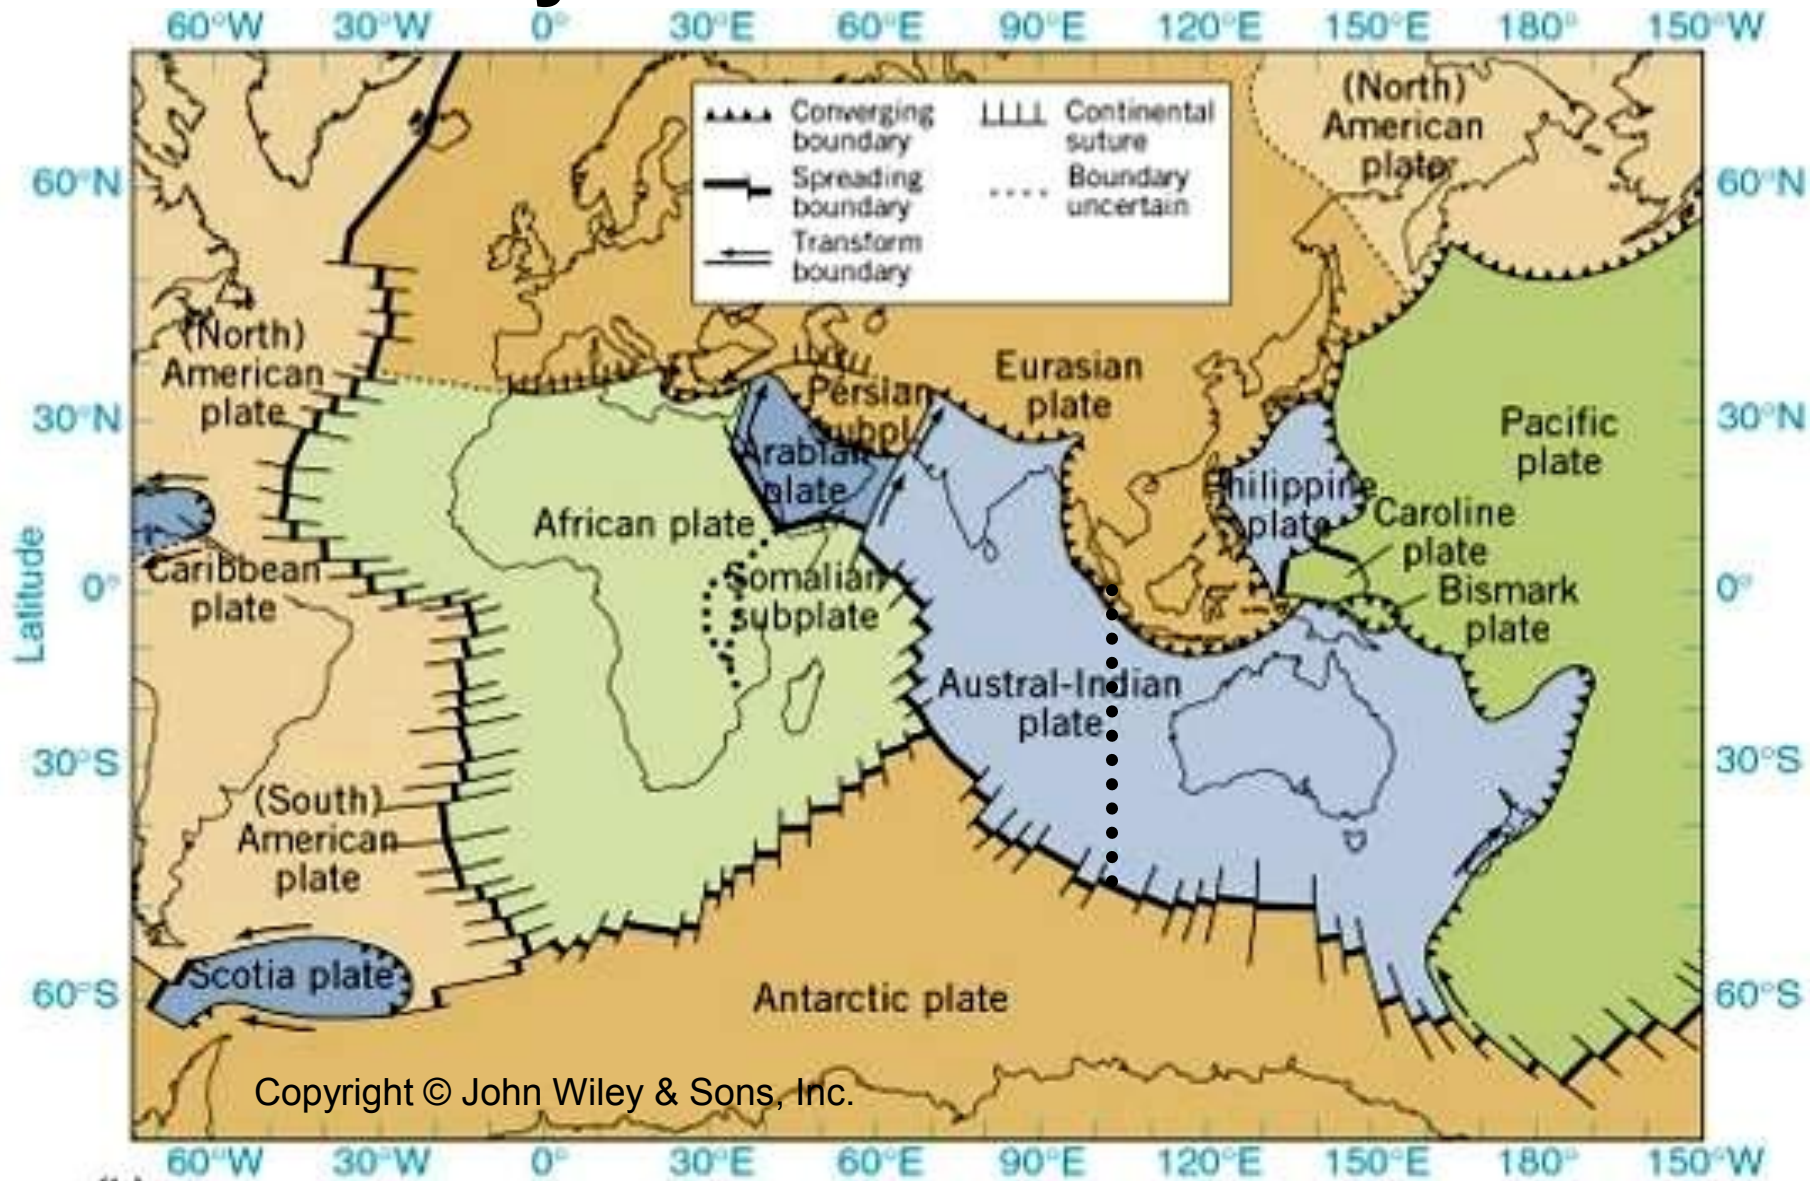 60°W 30°W 0° 30°E 60°E 90°E 120°E 150°E 180° 150°W
Converging
boundary
Spreading
boundary
Transform
boundary
Continental
suture
Boundary
uncertain
(North)
American
plate
60°N
60°N
(North)
American
plate
Eurasian
plate
Persian
subpl.
30°N
30°N
Arabian
plate
Pacific
plate
Philippine
plate
African plate
Caroline
plate
Caribbean
plate
Somalian
subplate
Bismark
plate
Latitude
0°
0°
Austral-Indian
plate
30°S
30°S
(South)
American
plate
Scotia plate
Antarctic plate
60°S
60°S
Copyright © John Wiley & Sons, Inc.
60°W 30°W 0° 30°E 60°E 90°E 120°E 150°E 180° 150°W